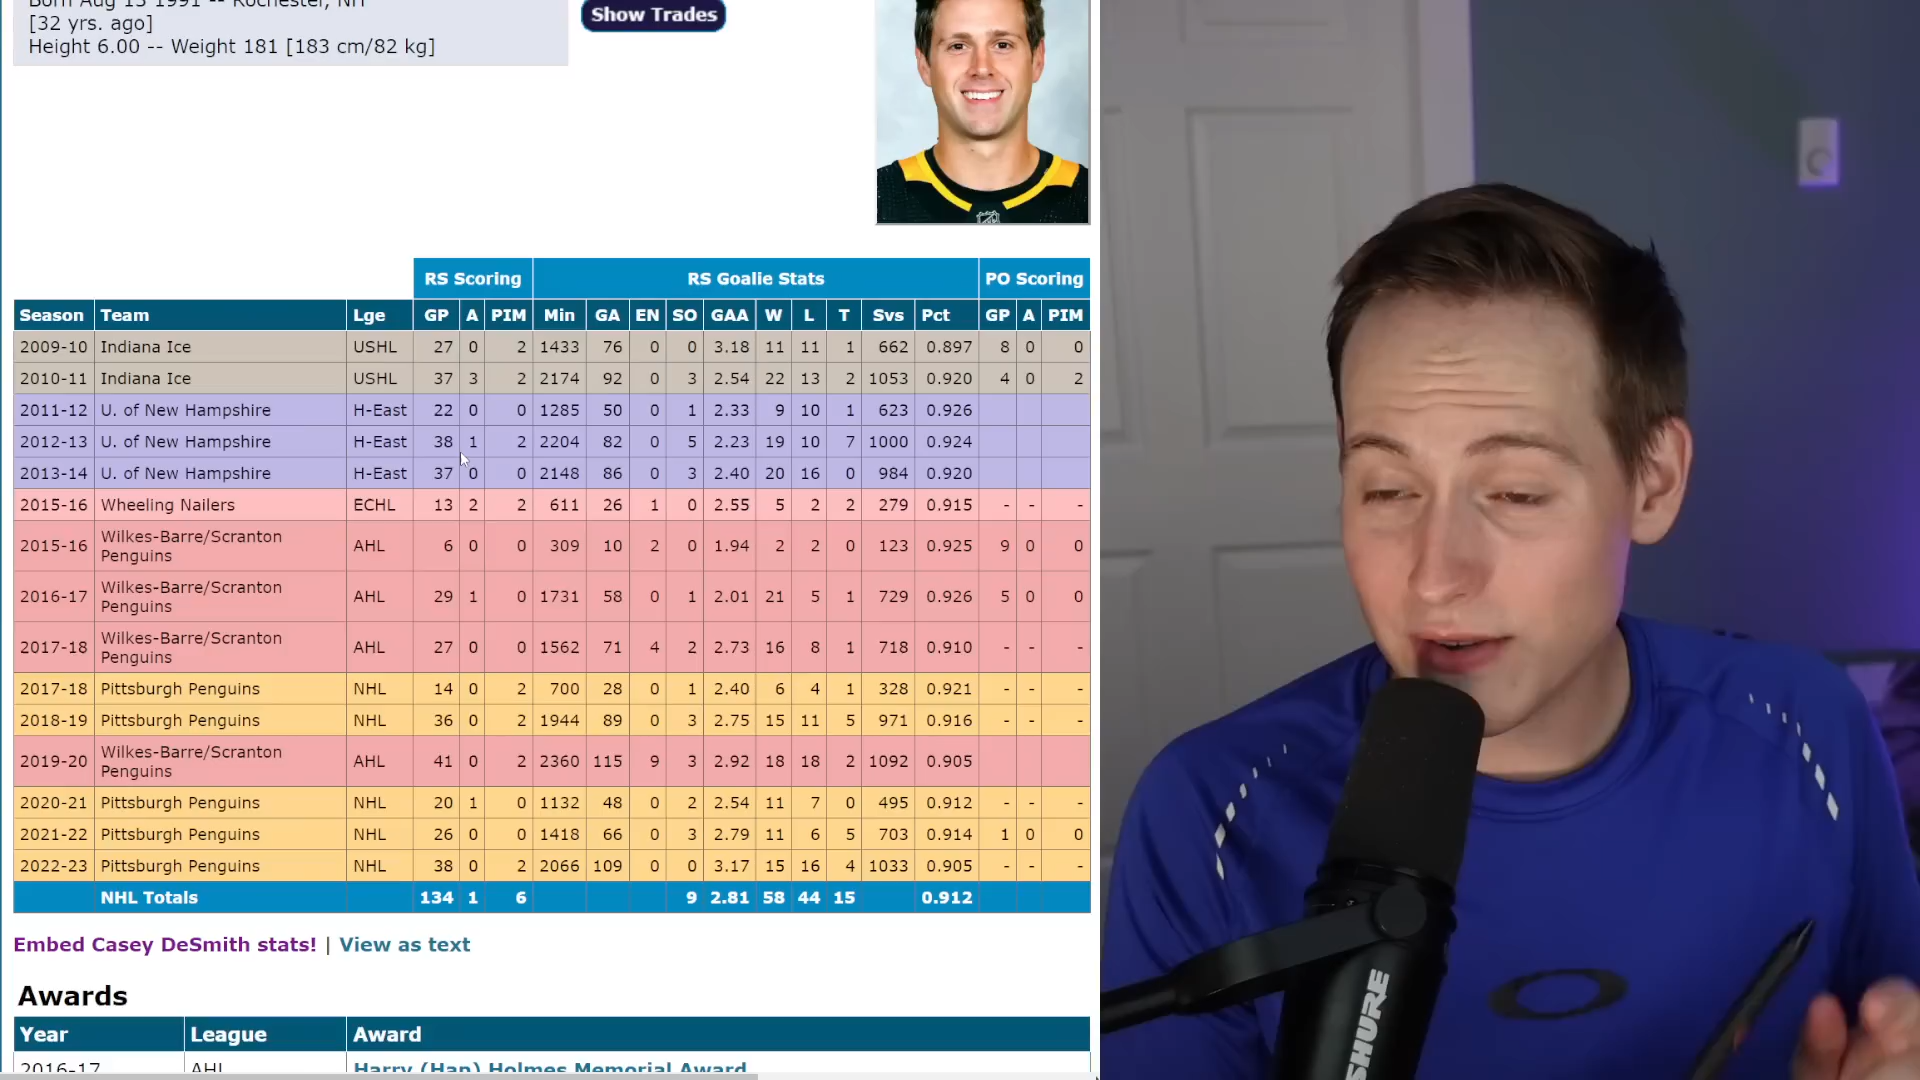 Born Aug 13 1991 -- Rochester, NH
[32 yrs. ago]
Height 6.00 -- Weight 181 [183 cm/82 kg]
Show Trades
RS Scoring RS Goalie Stats PO Scoring
Season Team Lge GP A PIM Min GA EN SO GAA W L T Svs Pct GP A PIM
2009-10 Indiana Ice USHL 27 0 2 1433 76 0 0 3.18 11 11 1 662 0.897 8 0 0
2010-11 Indiana Ice USHL 37 3 2 2174 92 0 3 2.54 22 13 2 1053 0.920 4 0 2
2011-12 U. of New Hampshire H-East 22 0 0 1285 50 0 1 2.33 9 10 1 623 0.926
2012-13 U. of New Hampshire H-East 38 1 2 2204 82 0 5 2.23 19 10 7 1000 0.924
2013-14 U. of New Hampshire H-East 37 0 0 2148 86 0 3 2.40 20 16 0 984 0.920
2015-16 Wheeling Nailers ECHL 13 2 2 611 26 1 0 2.55 5 2 2 279 0.915 - - -
2015-16 Wilkes-Barre/Scranton Penguins AHL 6 0 0 309 10 2 0 1.94 2 2 0 123 0.925 9 0 0
2016-17 Wilkes-Barre/Scranton Penguins AHL 29 1 0 1731 58 0 1 2.01 21 5 1 729 0.926 5 0 0
2017-18 Wilkes-Barre/Scranton Penguins AHL 27 0 0 1562 71 4 2 2.73 16 8 1 718 0.910 - - -
2017-18 Pittsburgh Penguins NHL 14 0 2 700 28 0 1 2.40 6 4 1 328 0.921 - - -
2018-19 Pittsburgh Penguins NHL 36 0 2 1944 89 0 3 2.75 15 11 5 971 0.916 - - -
2019-20 Wilkes-Barre/Scranton Penguins AHL 41 0 2 2360 115 9 3 2.92 18 18 2 1092 0.905
2020-21 Pittsburgh Penguins NHL 20 1 0 1132 48 0 2 2.54 11 7 0 495 0.912 - - -
2021-22 Pittsburgh Penguins NHL 26 0 0 1418 66 0 3 2.79 11 6 5 703 0.914 1 0 0
2022-23 Pittsburgh Penguins NHL 38 0 2 2066 109 0 0 3.17 15 16 4 1033 0.905 - - -
NHL Totals 134 1 6 9 2.81 58 44 15 0.912
Embed Casey DeSmith stats! | View as text
Awards
Year League Award
2016-17 AHL Harry (Hap) Holmes Memorial Award
SHURE